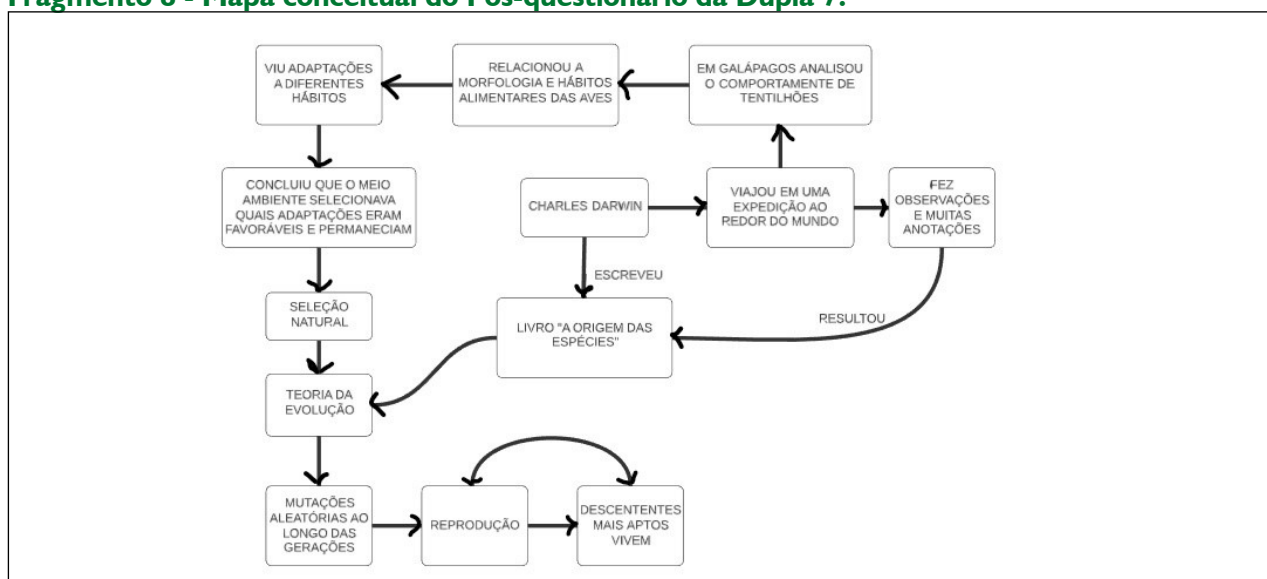 Fragmento 8 - Mapa conceitual do Pós-questionário da Dupla 7.
VIU ADAPTAÇÕES
A DIFERENTES
HÁBITOS
RELACIONOU A
MORFOLOGIA E HÁBITOS
ALIMENTARES DAS AVES
EM GALÁPAGOS ANALISOU
O COMPORTAMENTE DE
TENTILHÕES
CONCLUIU QUE O MEIO
AMBIENTE SELECIONAVA
QUAIS ADAPTAÇÕES ERAM
FAVORÁVEIS E PERMANECIAM
CHARLES DARWIN
VIAJOU EM UMA
EXPEDIÇÃO AO
REDOR DO MUNDO
FEZ
OBSERVAÇÕES
E MUITAS
ANOTAÇÕES
ESCREVEU
SELEÇÃO
NATURAL
LIVRO "A ORIGEM DAS
ESPÉCIES"
RESULTOU
TEORIA DA
EVOLUÇÃO
MUTAÇÕES
ALEATÓRIAS AO
LONGO DAS
GERAÇÕES
REPRODUÇÃO
DESCENTENTES
MAIS APTOS
VIVEM